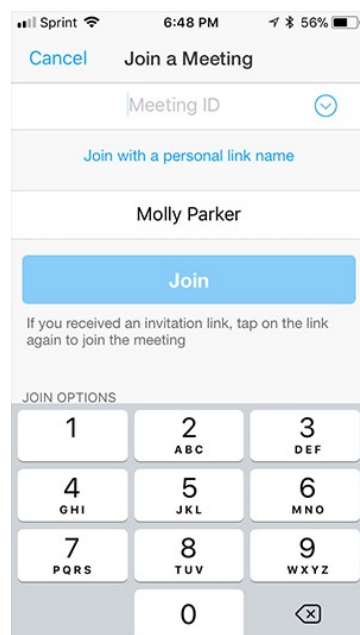 Sprint 6:48 PM 56%
Cancel Join a Meeting
Meeting ID
Join with a personal link name
Molly Parker
Join
If you received an invitation link, tap on the link
again to join the meeting
JOIN OPTIONS
1 2 3
ABC DEF
4 5 6
GHI JKL MNO
7 8 9
PQRS TUV WXYZ
0